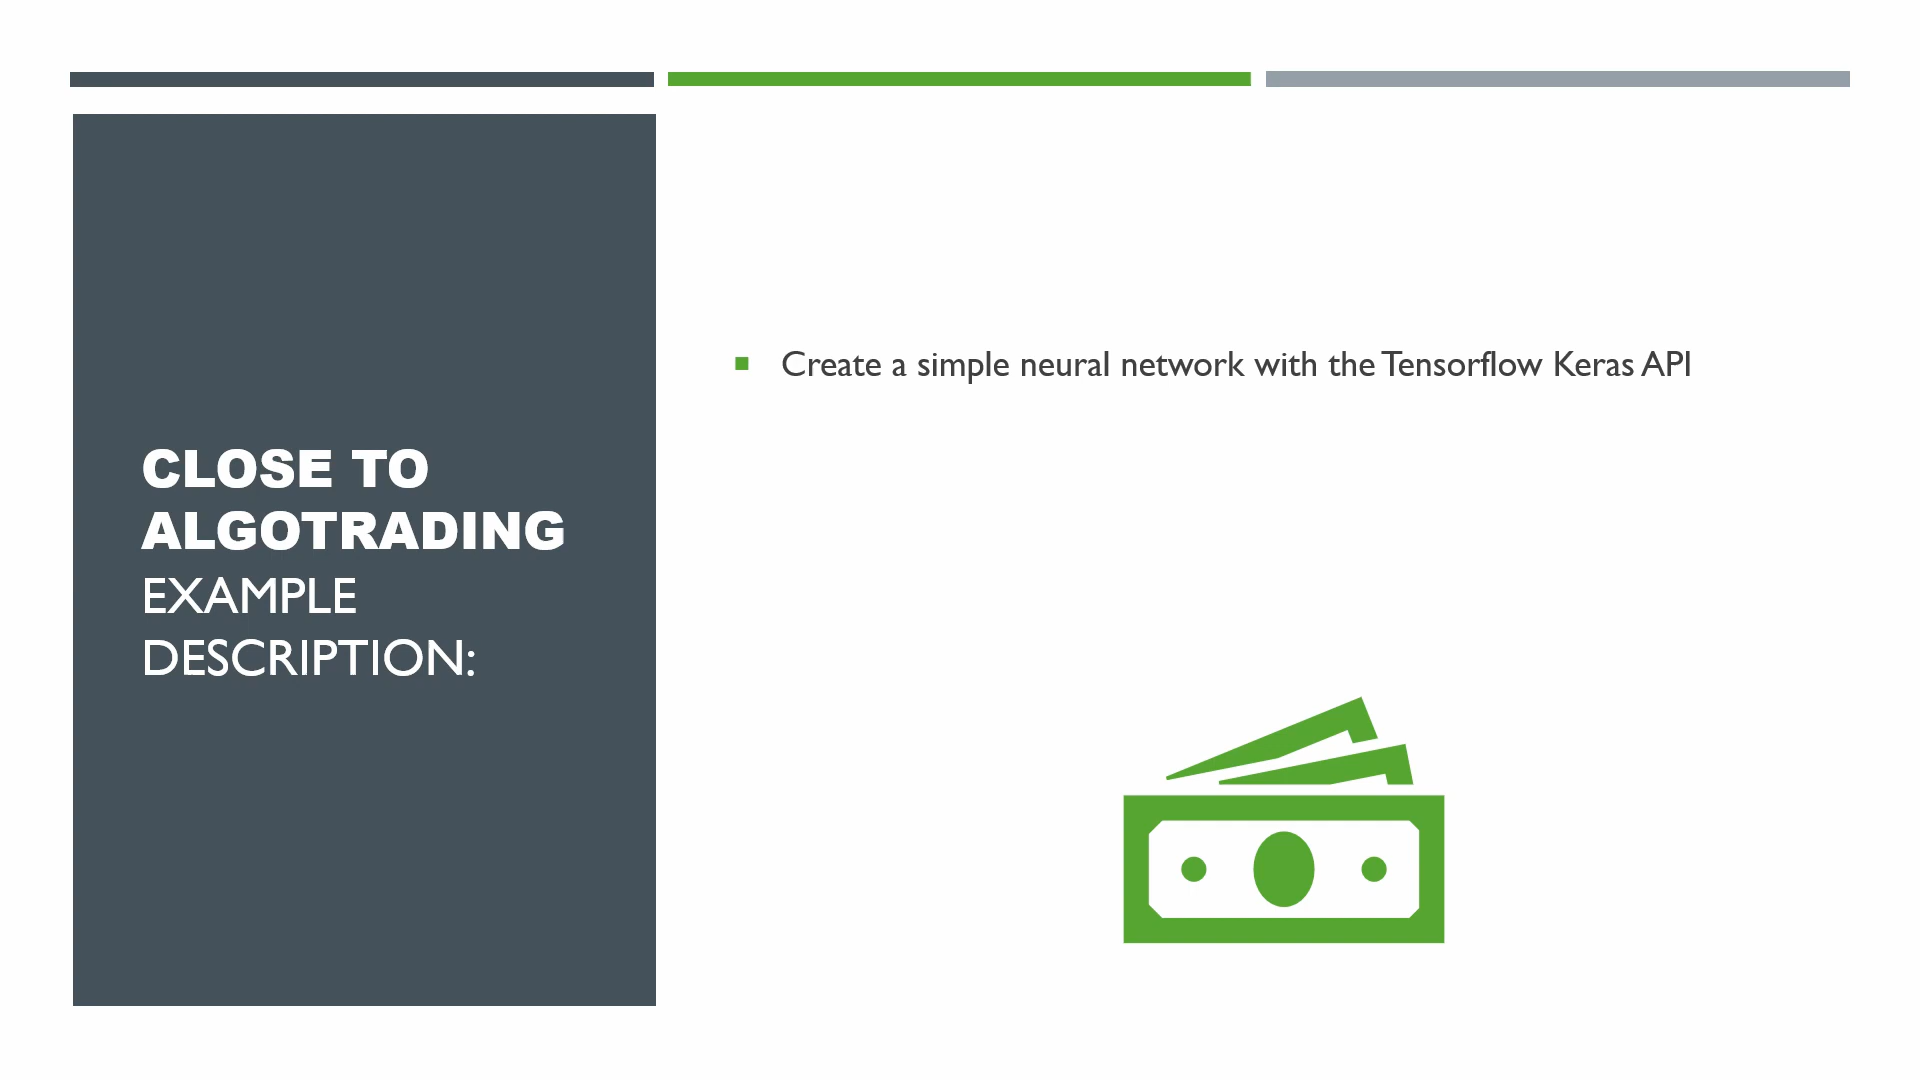 CLOSE TO
ALGOTRADING
EXAMPLE
DESCRIPTION:
Create a simple neural network with the Tensorflow Keras API